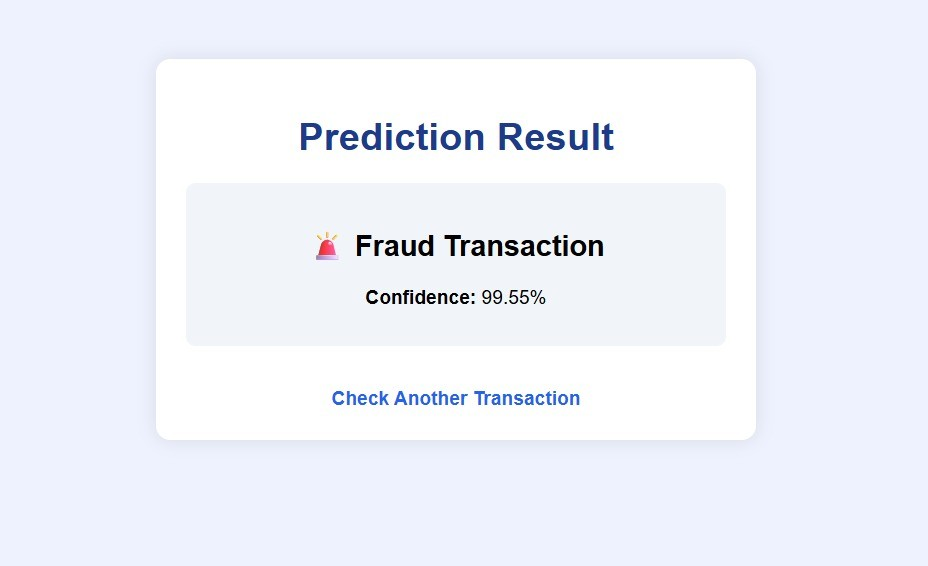 Prediction Result
🚨 Fraud Transaction
Confidence: 99.55%
Check Another Transaction